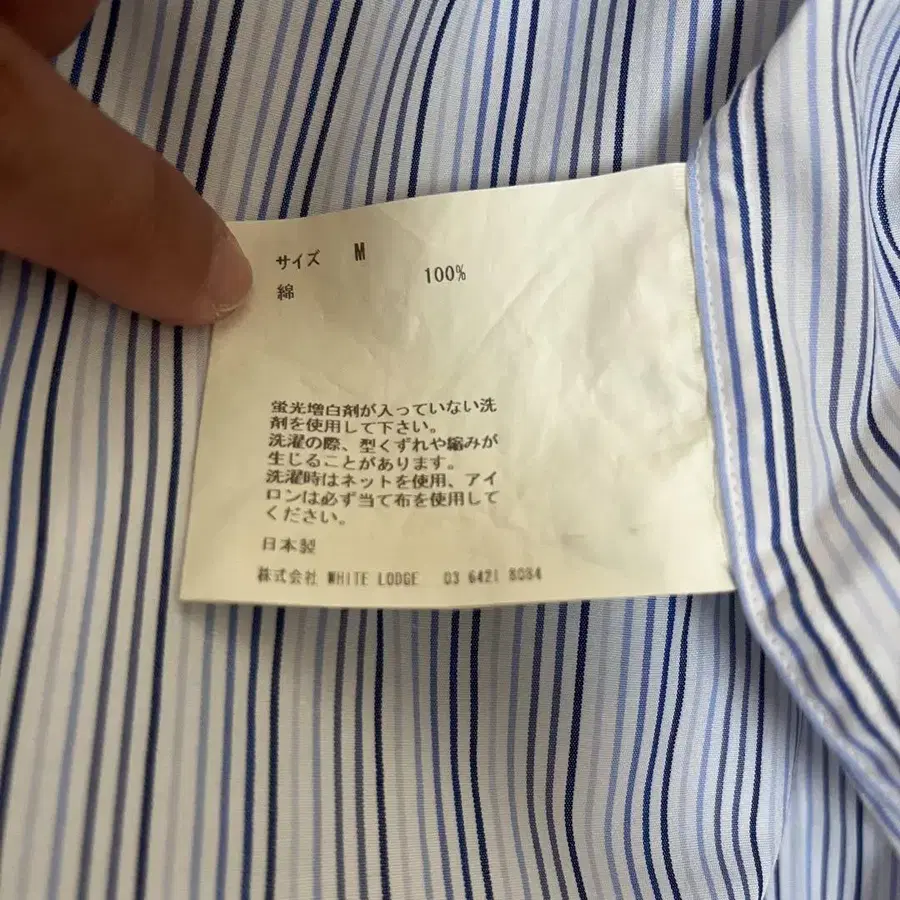 サイズ M
綿 100%
蛍光増白剤が入っていない洗
剤を使用して下さい。
洗濯の際、型くずれや縮みが
生じることがあります。
洗濯時はネットを使用、アイ
ロンは必ず当て布を使用して
ください。
日本製
株式会社 WHITE LODGE 03 6421 8084